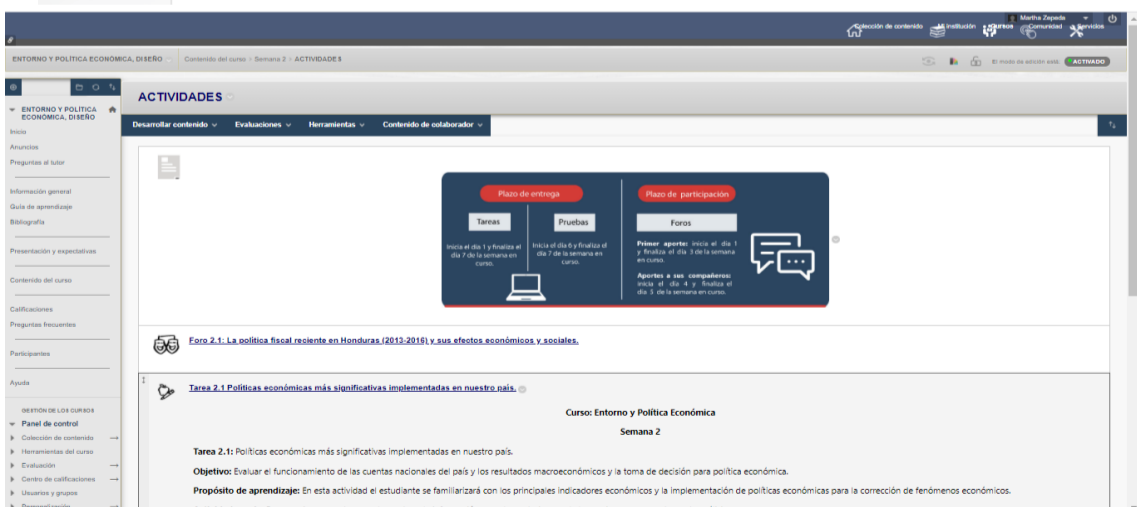 Martha Zepeda
Colección de contenido
Mi Institución
Cursos
Comunidad
Servicios
ENTORNO Y POLÍTICA ECONÓMICA, DISEÑO
Contenido del curso > Semana 2 > ACTIVIDADES
El modo de edición está:
ACTIVADO
ENTORNO Y POLÍTICA ECONÓMICA, DISEÑO
Inicio
Anuncios
Preguntas al tutor
Información general
Guía de aprendizaje
Bibliografía
Presentación y expectativas
Contenido del curso
Calificaciones
Preguntas frecuentes
Participantes
Ayuda
GESTIÓN DE LOS CURSOS
Panel de control
Colección de contenido
Herramientas del curso
Evaluación
Centro de calificaciones
Usuarios y grupos
Personalización
ACTIVIDADES
Desarrollar contenido
Evaluaciones
Herramientas
Contenido de colaborador
Plazo de entrega
Tareas
Inicia el día 1 y finaliza el
día 7 de la semana en
curso.
Pruebas
Inicia el día 6 y finaliza el
día 7 de la semana en
curso.
Plazo de participación
Foros
Primer aporte: inicia el día 1
y finaliza el día 3 de la semana
en curso.
Aportes a sus compañeros:
inicia el día 4 y finaliza el
día 5 de la semana en curso.
Foro 2.1: La política fiscal reciente en Honduras (2013-2016) y sus efectos económicos y sociales.
Tarea 2.1 Políticas económicas más significativas implementadas en nuestro país.
Curso: Entorno y Política Económica
Semana 2
Tarea 2.1: Políticas económicas más significativas implementadas en nuestro país.
Objetivo: Evaluar el funcionamiento de las cuentas nacionales del país y los resultados macroeconómicos y la toma de decisión para política económica.
Propósito de aprendizaje: En esta actividad el estudiante se familiarizará con los principales indicadores económicos y la implementación de políticas económicas para la corrección de fenómenos económicos.